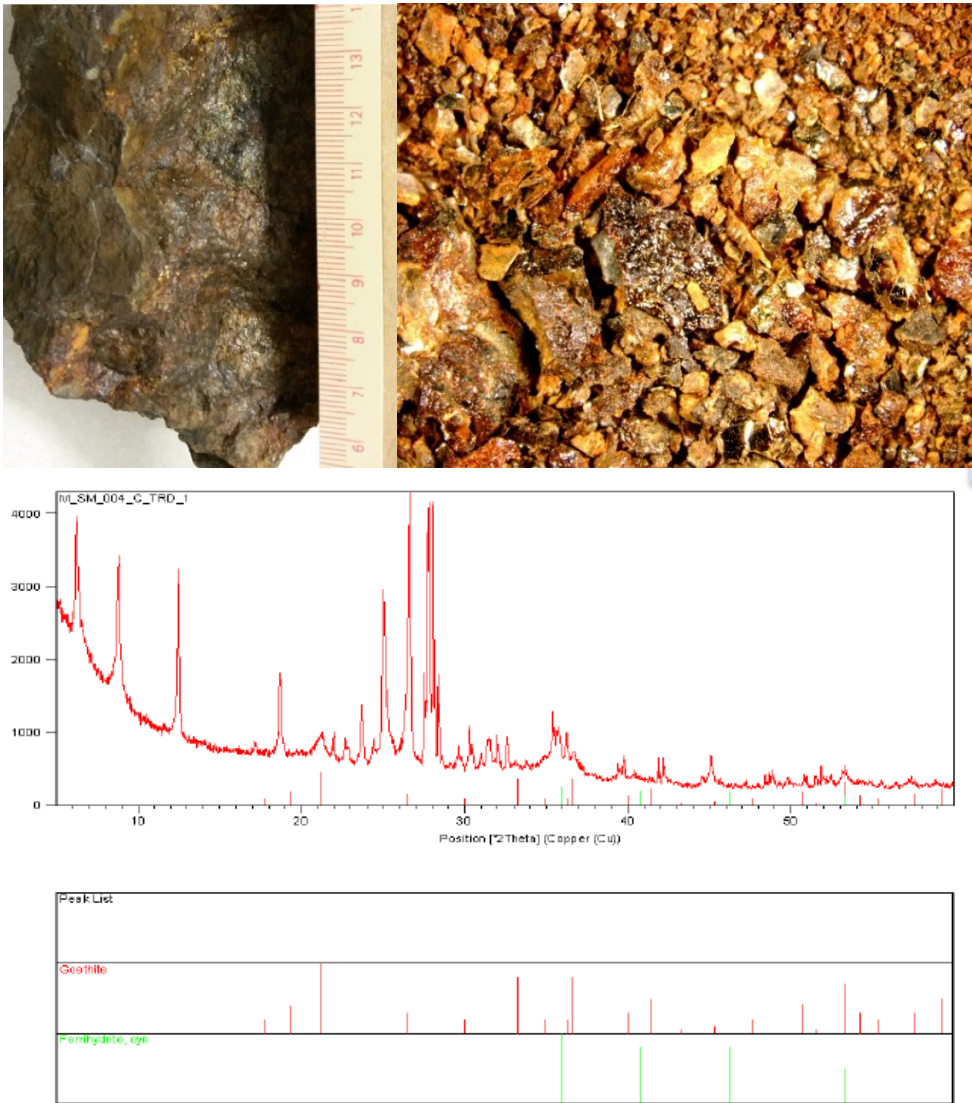 13
12
11
10
9
8
7
6
M_SM_004_C_TRD_1
4000
3000
2000
1000
0
10 20 30 40 50
Position [°2Theta] (Copper (Cu))
Peak List
Goethite
Ferrihydrite, syn